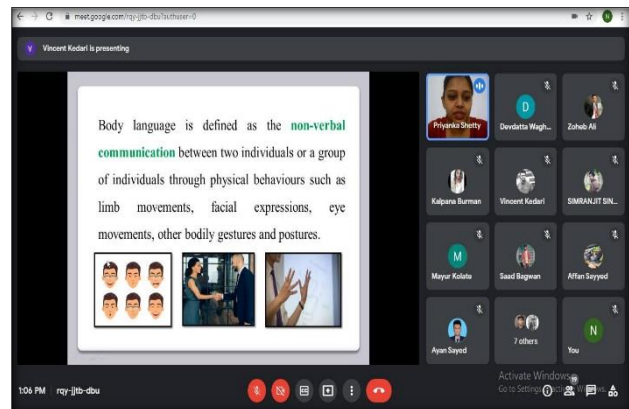 meet.google.com/rqy-jjtb-dbu?authuser=0
N
V Vincent Kedari is presenting
Body language is defined as the non-verbal
communication between two individuals or a group
of individuals through physical behaviours such as
limb movements, facial expressions, eye
movements, other bodily gestures and postures.
Priyanka Shetty
D
Devdatta Wagh...
Zoheb Ali
Kalpana Burman
Vincent Kedari
SIMRANJIT SIN...
M
Mayur Kolate
Saad Bagwan
Affan Sayyed
Ayan Sayed
7 others
N
You
Activate Windows
Go to Settings
1:06 PM | rqy-jjtb-dbu